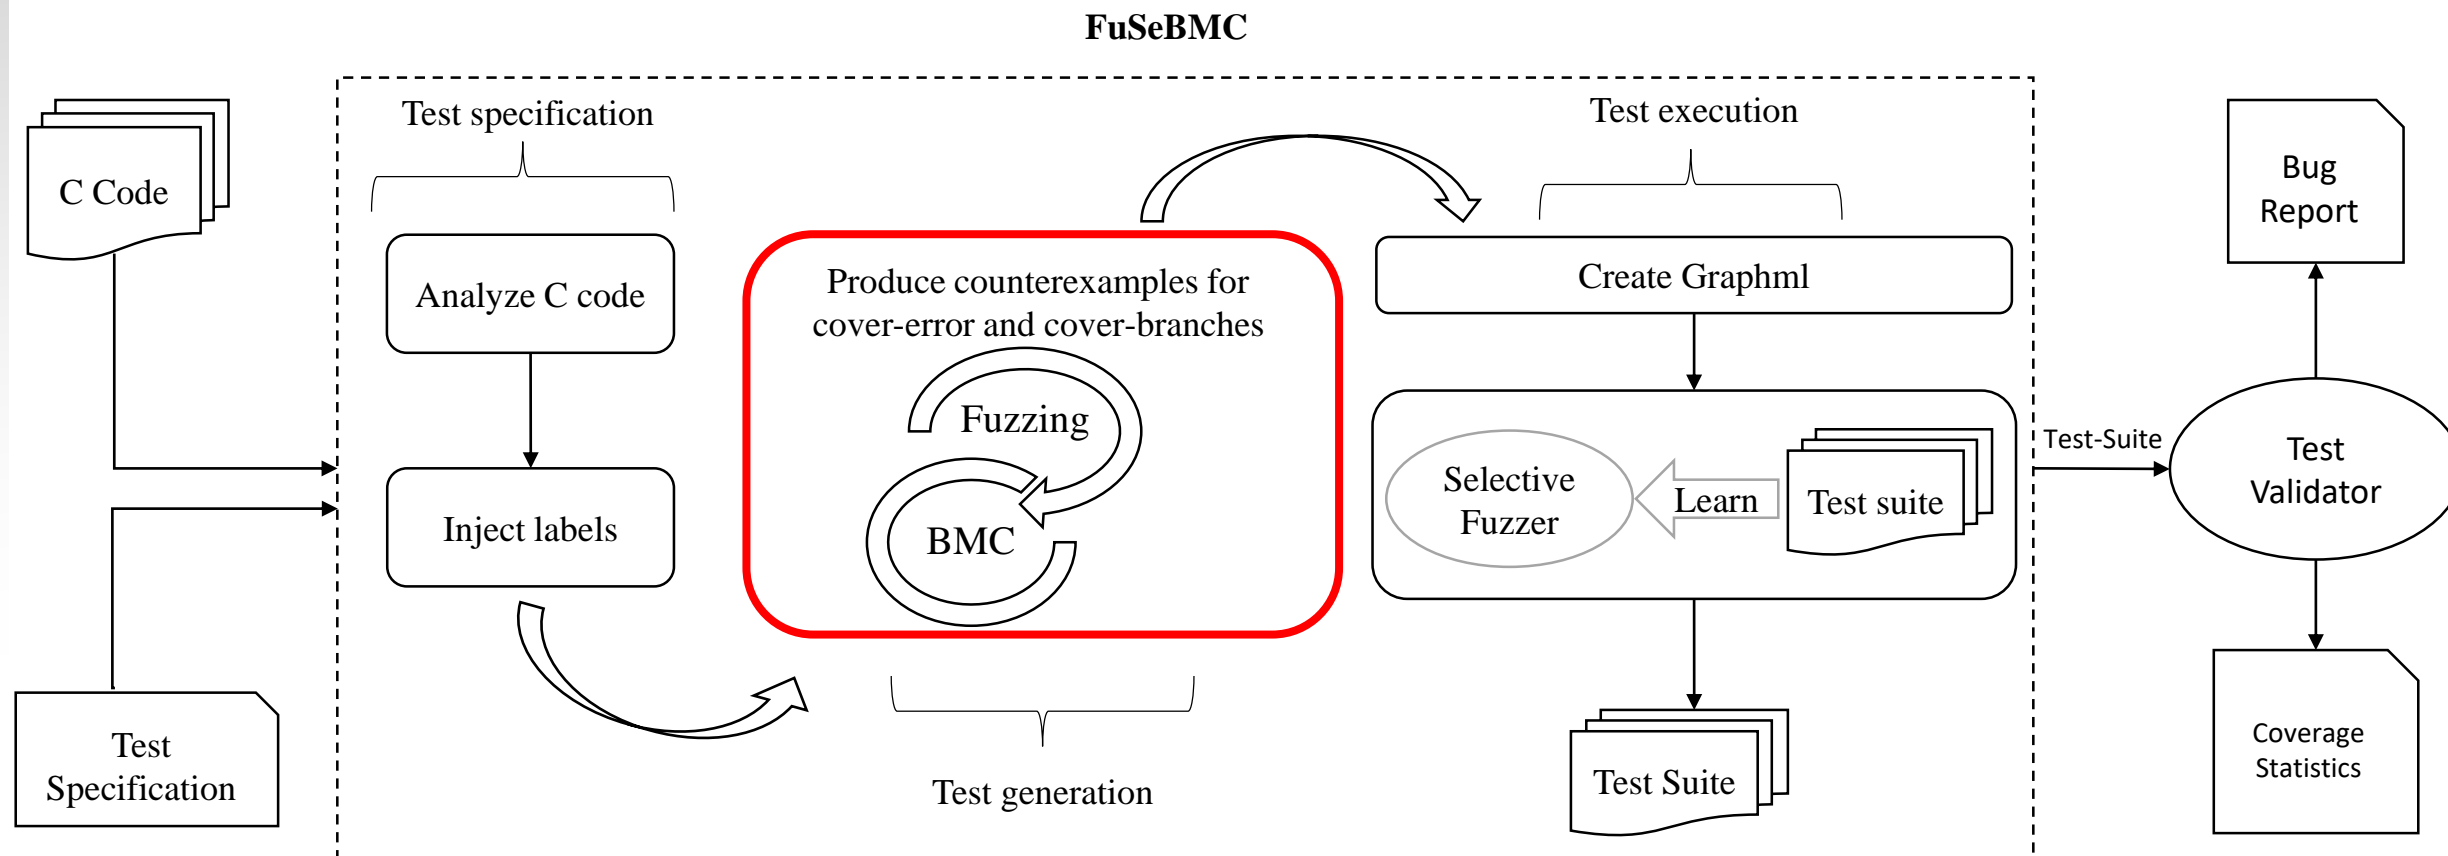 FuSeBMC
C Code
Test
Specification
Test specification
Analyze C code
Inject labels
Produce counterexamples for
cover-error and cover-branches
Fuzzing
BMC
Test generation
Test execution
Create Graphml
Selective
Fuzzer
Learn
Test suite
Test Suite
Test-Suite
Bug
Report
Test
Validator
Coverage
Statistics